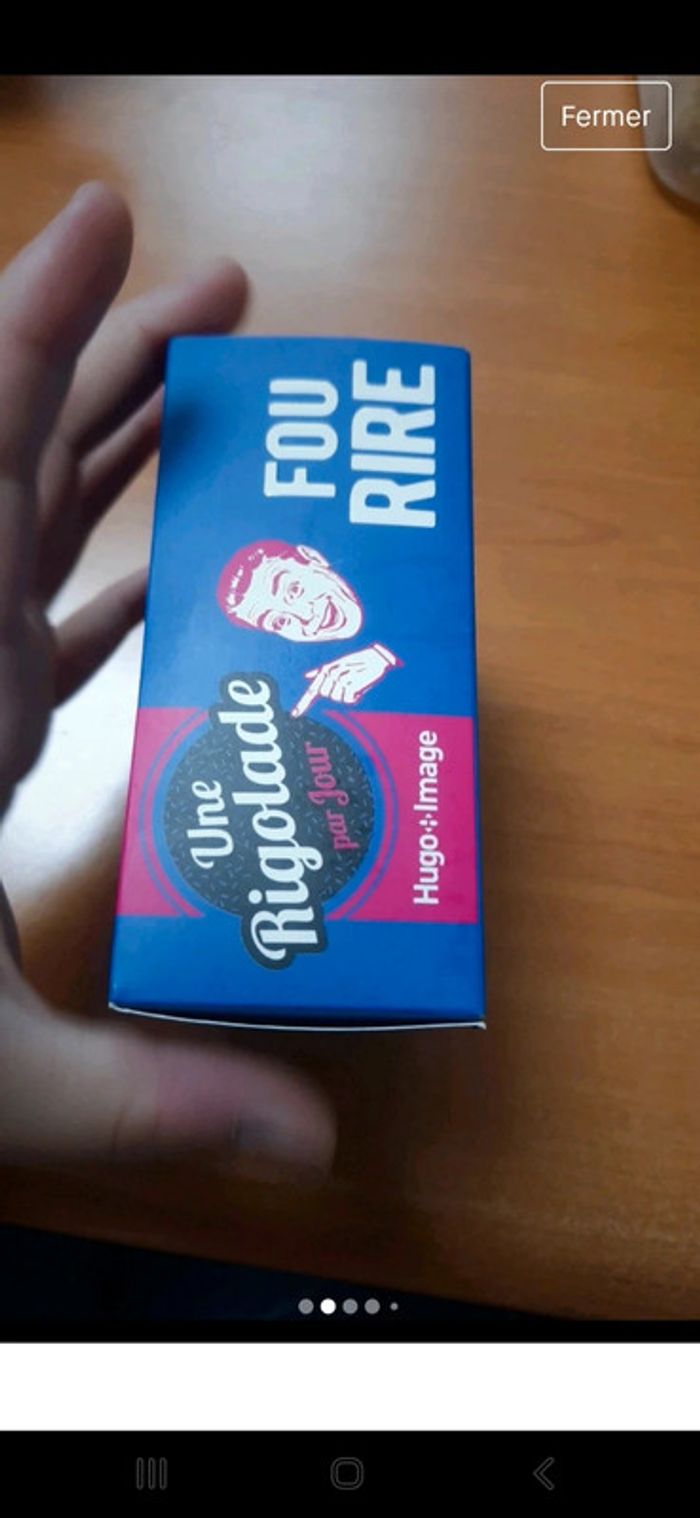 Fermer
FOU
RIRE
Une
Rigolade
par Jour
Hugo Image